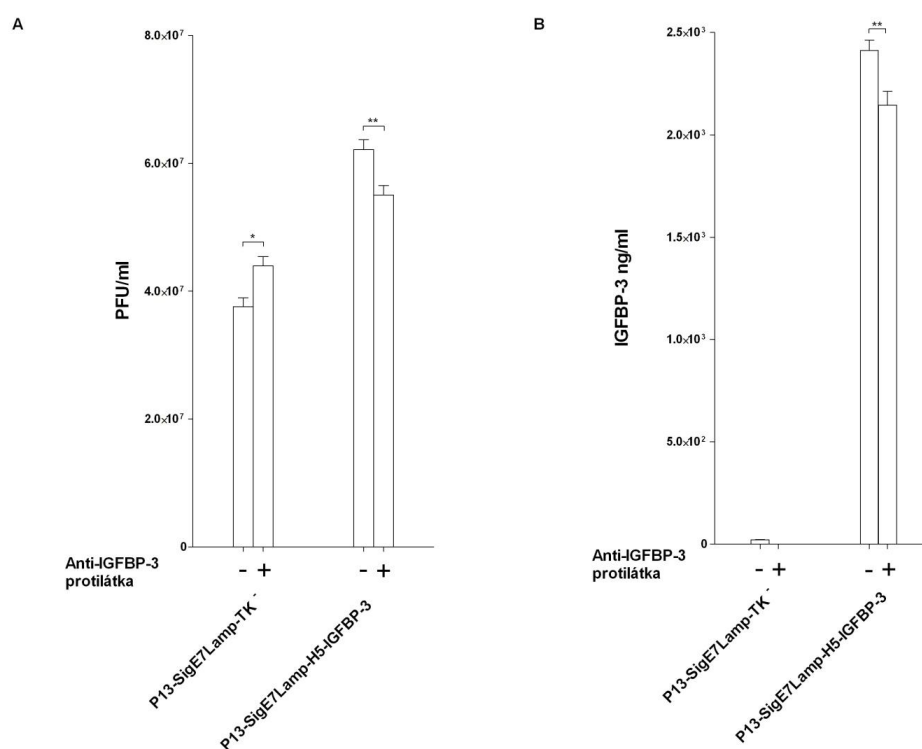 A
8.0×10⁷
6.0×10⁷
4.0×10⁷
2.0×10⁷
0
PFU/ml
*
**
Anti-IGFBP-3
protilátka
- + - +
P13-SigE7Lamp-TK⁻
P13-SigE7Lamp-H5-IGFBP-3
B
2.5×10³
2.0×10³
1.5×10³
1.0×10³
5.0×10²
0
IGFBP-3 ng/ml
**
Anti-IGFBP-3
protilátka
- + - +
P13-SigE7Lamp-TK⁻
P13-SigE7Lamp-H5-IGFBP-3